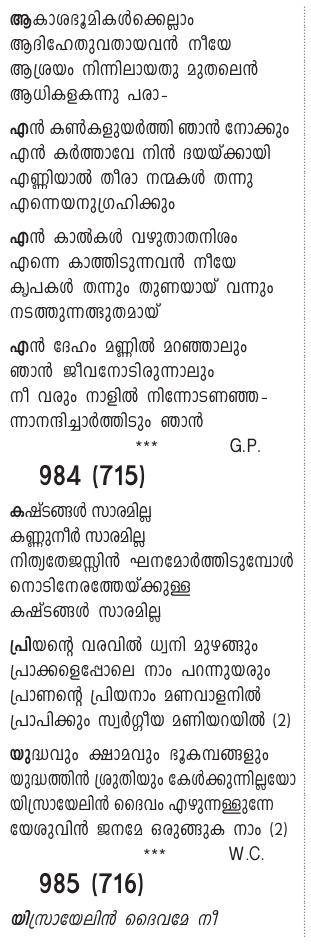 ആകാശഭൂമികൾക്കെല്ലാം
ആദിഹേതുവതായവൻ നീയേ
ആശ്രയം നിന്നിലായതു മുതലെൻ
ആധികളകന്നു പരാ-
എൻ കൺകളുയർത്തി ഞാൻ നോക്കും
എൻ കർത്താവേ നിൻ ദയയ്ക്കായി
എണ്ണിയാൽ തീരാ നന്മകൾ തന്നു
എന്നെയനുഗ്രഹിക്കും
എൻ കാൽകൾ വഴുതാതനിശം
എന്നെ കാത്തിടുന്നവൻ നീയേ
കൃപകൾ തന്നും തുണയായ് വന്നും
നടത്തുന്നത്ഭുതമായ്
എൻ ദേഹം മണ്ണിൽ മറഞ്ഞാലും
ഞാൻ ജീവനോടിരുന്നാലും
നീ വരും നാളിൽ നിന്നോടണഞ്ഞ-
ന്നാനന്ദിച്ചാർത്തിടും ഞാൻ
*** G.P.
984 (715)
കഷ്ടങ്ങൾ സാരമില്ല
കണ്ണുനീർ സാരമില്ല
നിത്യതേജസ്സിൻ ഘനമോർത്തിടുമ്പോൾ
നൊടിനേരത്തേയ്ക്കുള്ള
കഷ്ടങ്ങൾ സാരമില്ല
പ്രിയന്റെ വരവിൽ ധ്വനി മുഴങ്ങും
പ്രാക്കളെപ്പോലെ നാം പറന്നുയരും
പ്രാണന്റെ പ്രിയനാം മണവാളനിൽ
പ്രാപിക്കും സ്വർഗ്ഗീയ മണിയറയിൽ (2)
യുദ്ധവും ക്ഷാമവും ഭൂകമ്പങ്ങളും
യുദ്ധത്തിൻ ശ്രുതിയും കേൾക്കുന്നില്ലയോ
യിസ്രായേലിൻ ദൈവം എഴുന്നള്ളുന്നേ
യേശുവിൻ ജനമേ ഒരുങ്ങുക നാം (2)
*** W.C.
985 (716)
യിസ്രായേലിൻ ദൈവമേ നീ